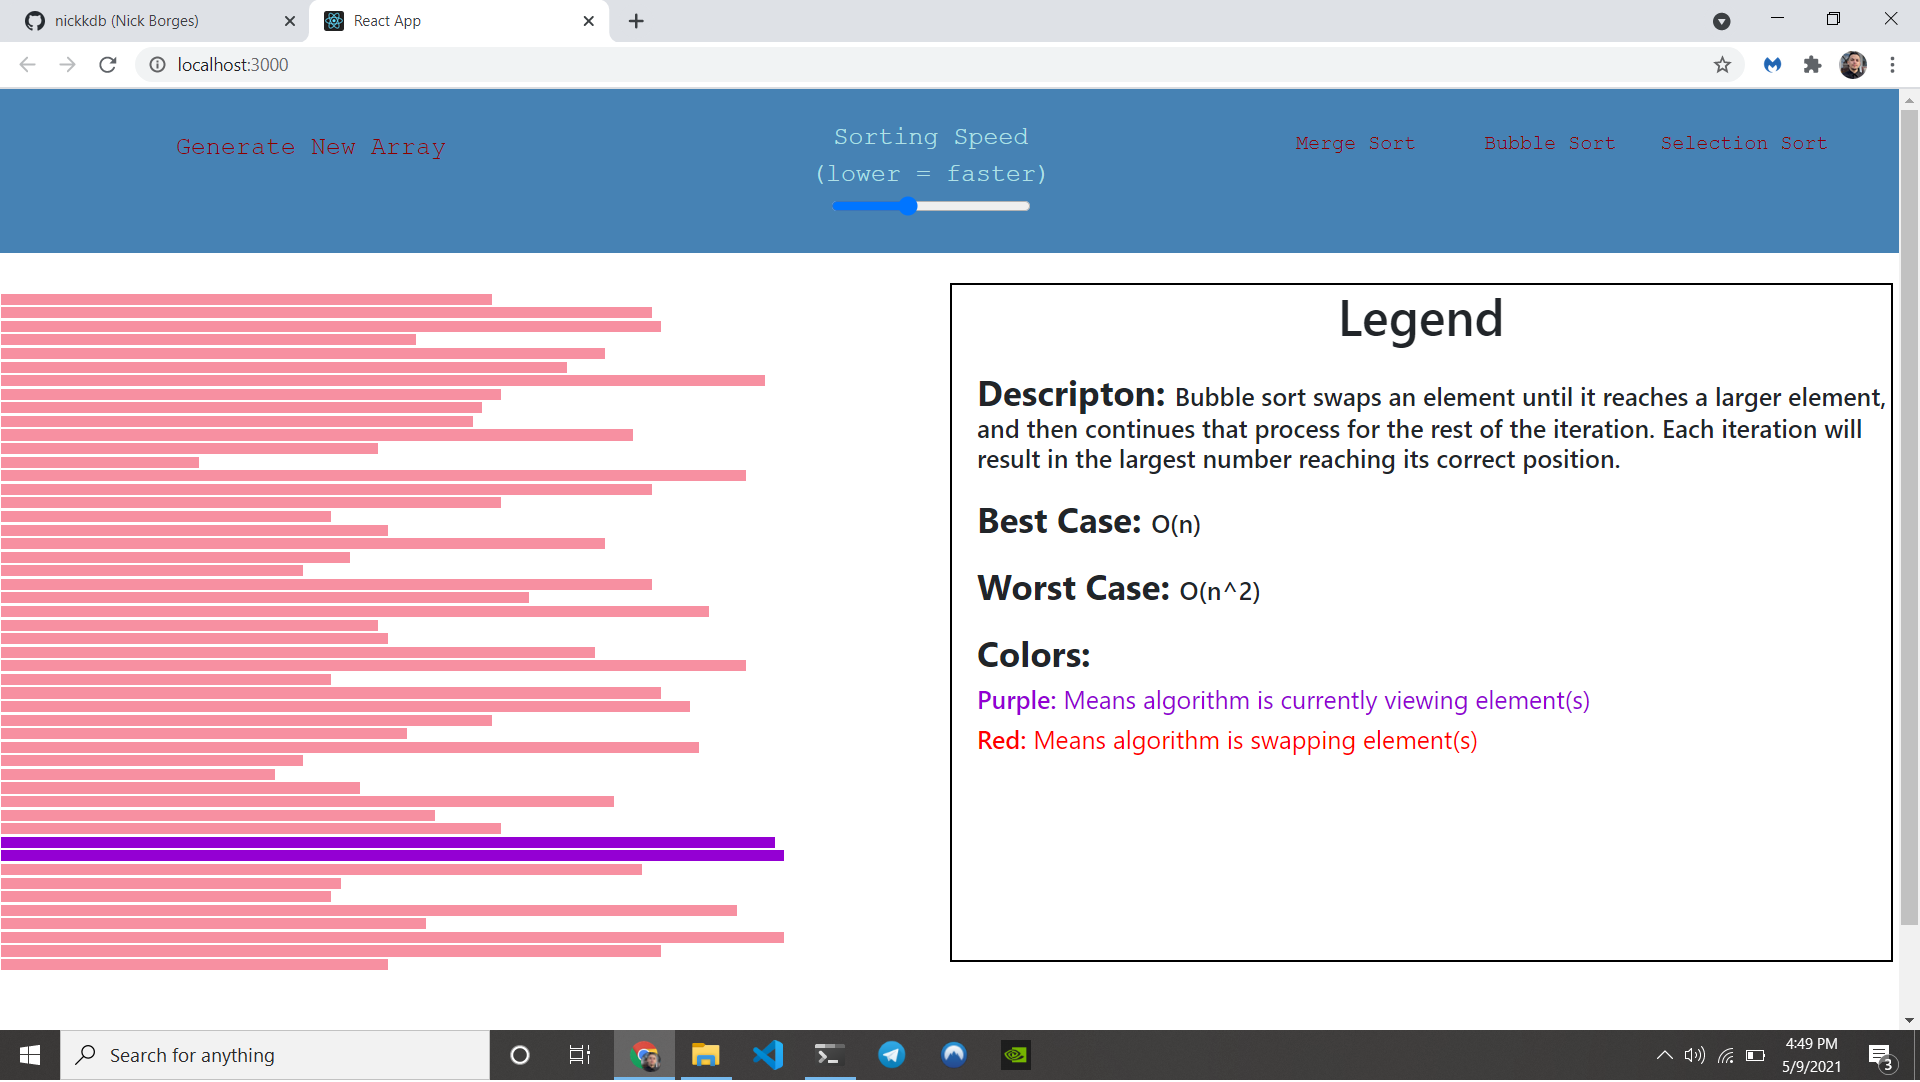 nickkdb (Nick Borges)
React App
localhost:3000
Generate New Array
Sorting Speed
(lower = faster)
Merge Sort
Bubble Sort
Selection Sort
Legend
Descripton: Bubble sort swaps an element until it reaches a larger element,
and then continues that process for the rest of the iteration. Each iteration will
result in the largest number reaching its correct position.
Best Case: O(n)
Worst Case: O(n^2)
Colors:
Purple: Means algorithm is currently viewing element(s)
Red: Means algorithm is swapping element(s)
Search for anything
4:49 PM
5/9/2021
3